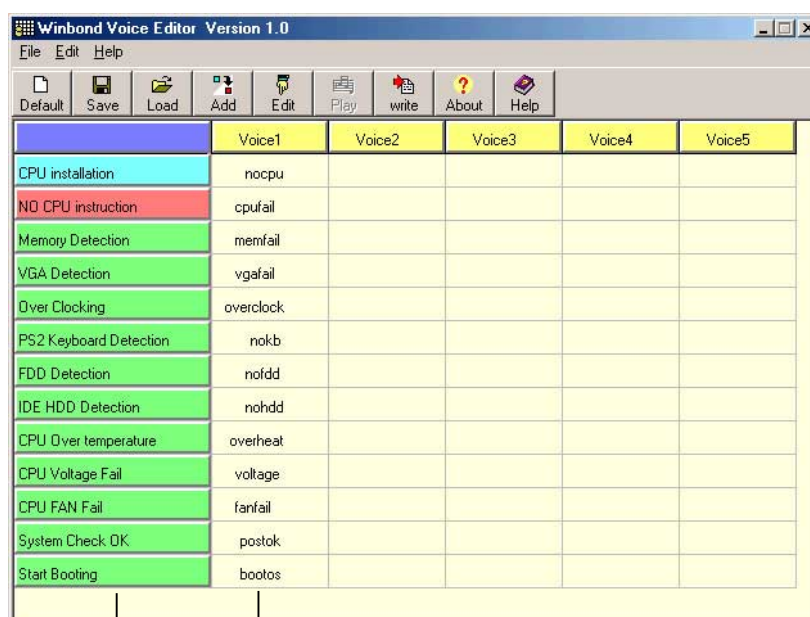 Winbond Voice Editor Version 1.0
File Edit Help
Default Save Load Add Edit Play write About Help
Voice1 Voice2 Voice3 Voice4 Voice5
CPU installation nocpu
NO CPU instruction cpufail
Memory Detection memfail
VGA Detection vgafail
Over Clocking overclock
PS2 Keyboard Detection nokb
FDD Detection nofdd
IDE HDD Detection nohdd
CPU Over temperature overheat
CPU Voltage Fail voltage
CPU FAN Fail fanfail
System Check OK postok
Start Booting bootos